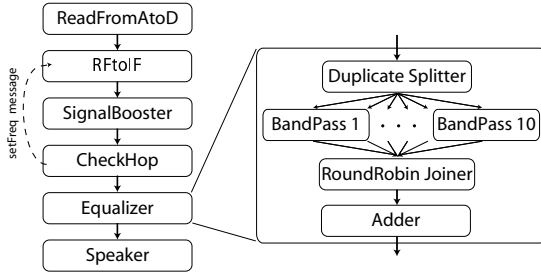 ReadFromAtoD
RFtoIF
SignalBooster
CheckHop
Equalizer
Speaker
setFreq message
Duplicate Splitter
BandPass 1
. . .
BandPass 10
RoundRobin Joiner
Adder